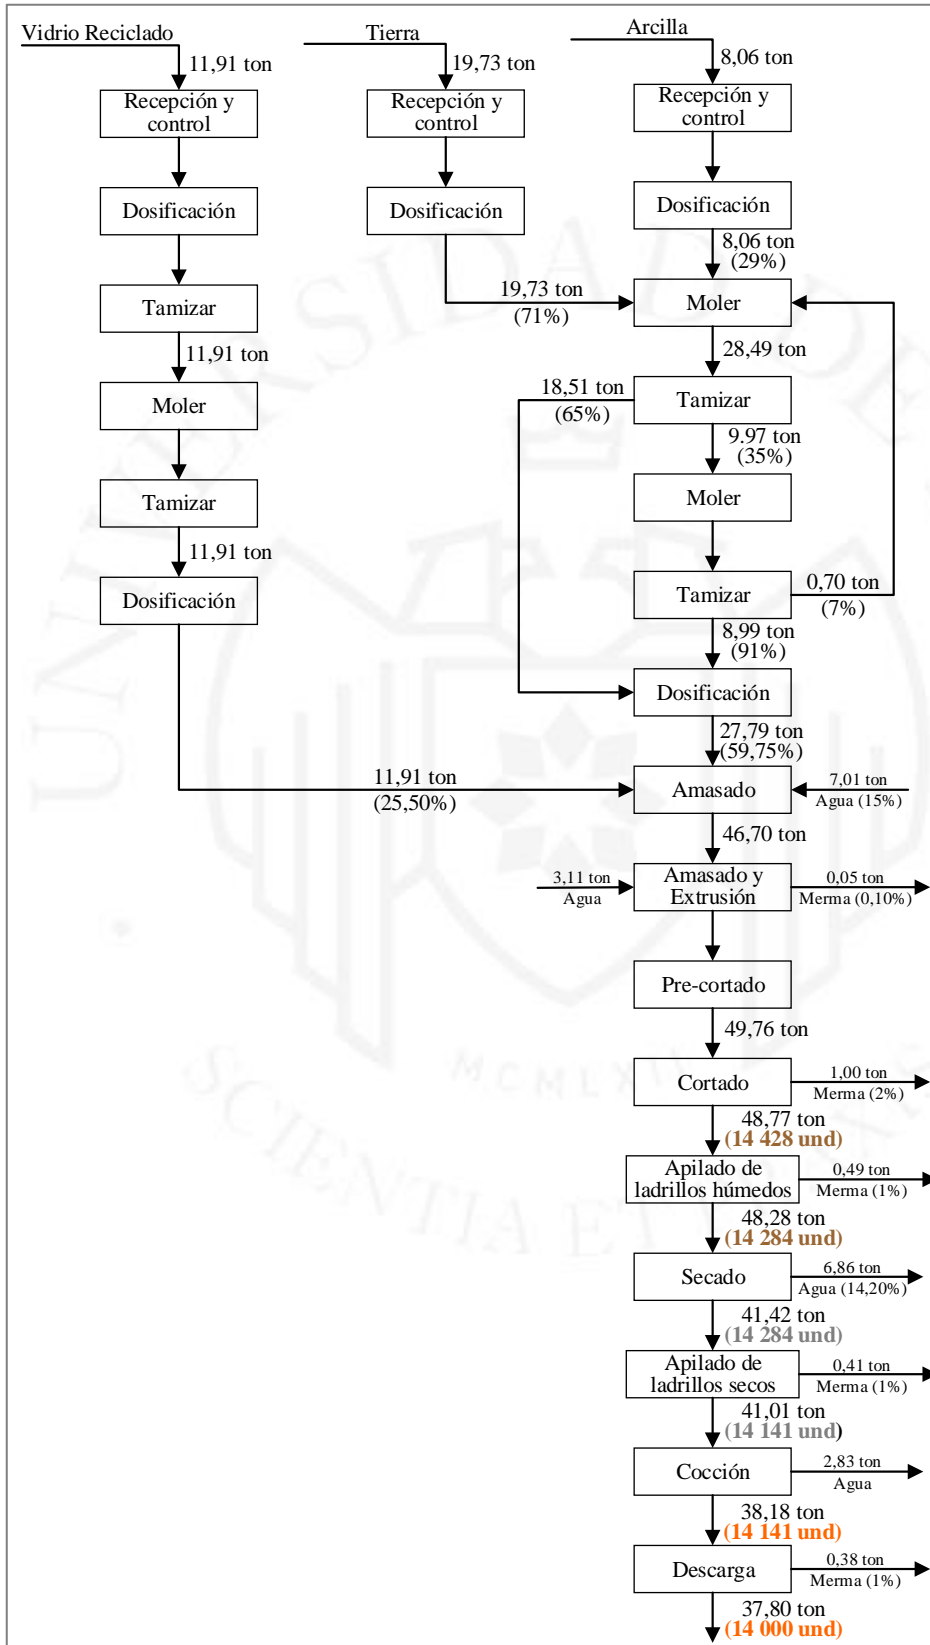 Vidrio Reciclado
11,91 ton
Recepción y
control
Dosificación
Tamizar
11,91 ton
Moler
Tamizar
11,91 ton
Dosificación
11,91 ton
(25,50%)
Tierra
19,73 ton
Recepción y
control
Dosificación
19,73 ton
(71%)
Arcilla
8,06 ton
Recepción y
control
Dosificación
8,06 ton
(29%)
Moler
28,49 ton
18,51 ton
(65%)
Tamizar
9.97 ton
(35%)
Moler
Tamizar
0,70 ton
(7%)
8,99 ton
(91%)
Dosificación
27,79 ton
(59,75%)
Amasado
7,01 ton
Agua (15%)
46,70 ton
3,11 ton
Agua
Amasado y
Extrusión
0,05 ton
Merma (0,10%)
Pre-cortado
49,76 ton
Cortado
1,00 ton
Merma (2%)
48,77 ton
(14 428 und)
Apilado de
ladrillos húmedos
0,49 ton
Merma (1%)
48,28 ton
(14 284 und)
Secado
6,86 ton
Agua (14,20%)
41,42 ton
(14 284 und)
Apilado de
ladrillos secos
0,41 ton
Merma (1%)
41,01 ton
(14 141 und)
Cocción
2,83 ton
Agua
38,18 ton
(14 141 und)
Descarga
0,38 ton
Merma (1%)
37,80 ton
(14 000 und)
UNIVERSIDAD DE
MCMLXII
SCIENTIA ET PRAXIS